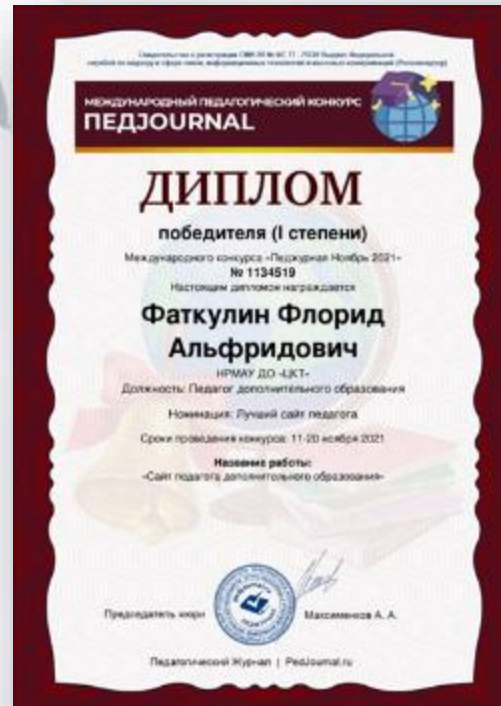 МЕЖДУНАРОДНЫЙ ПЕДАГОГИЧЕСКИЙ КОНКУРС
ПЕДJOURNAL
ДИПЛОМ
победителя (I степени)
Международного конкурса «Педжурнал Ноябрь 2021»
№ 1134519
Настоящим дипломом награждается
Фаткулин Флорид
Альфридович
НРМАУ ДО «ЦКТ»
Должность: Педагог дополнительного образования
Номинация: Лучший сайт педагога
Сроки проведения конкурса: 11-20 ноября 2021
Название работы:
«Сайт педагога дополнительного образования»
Председатель жюри
Максименков А. А.
Педагогический Журнал | PedJournal.ru